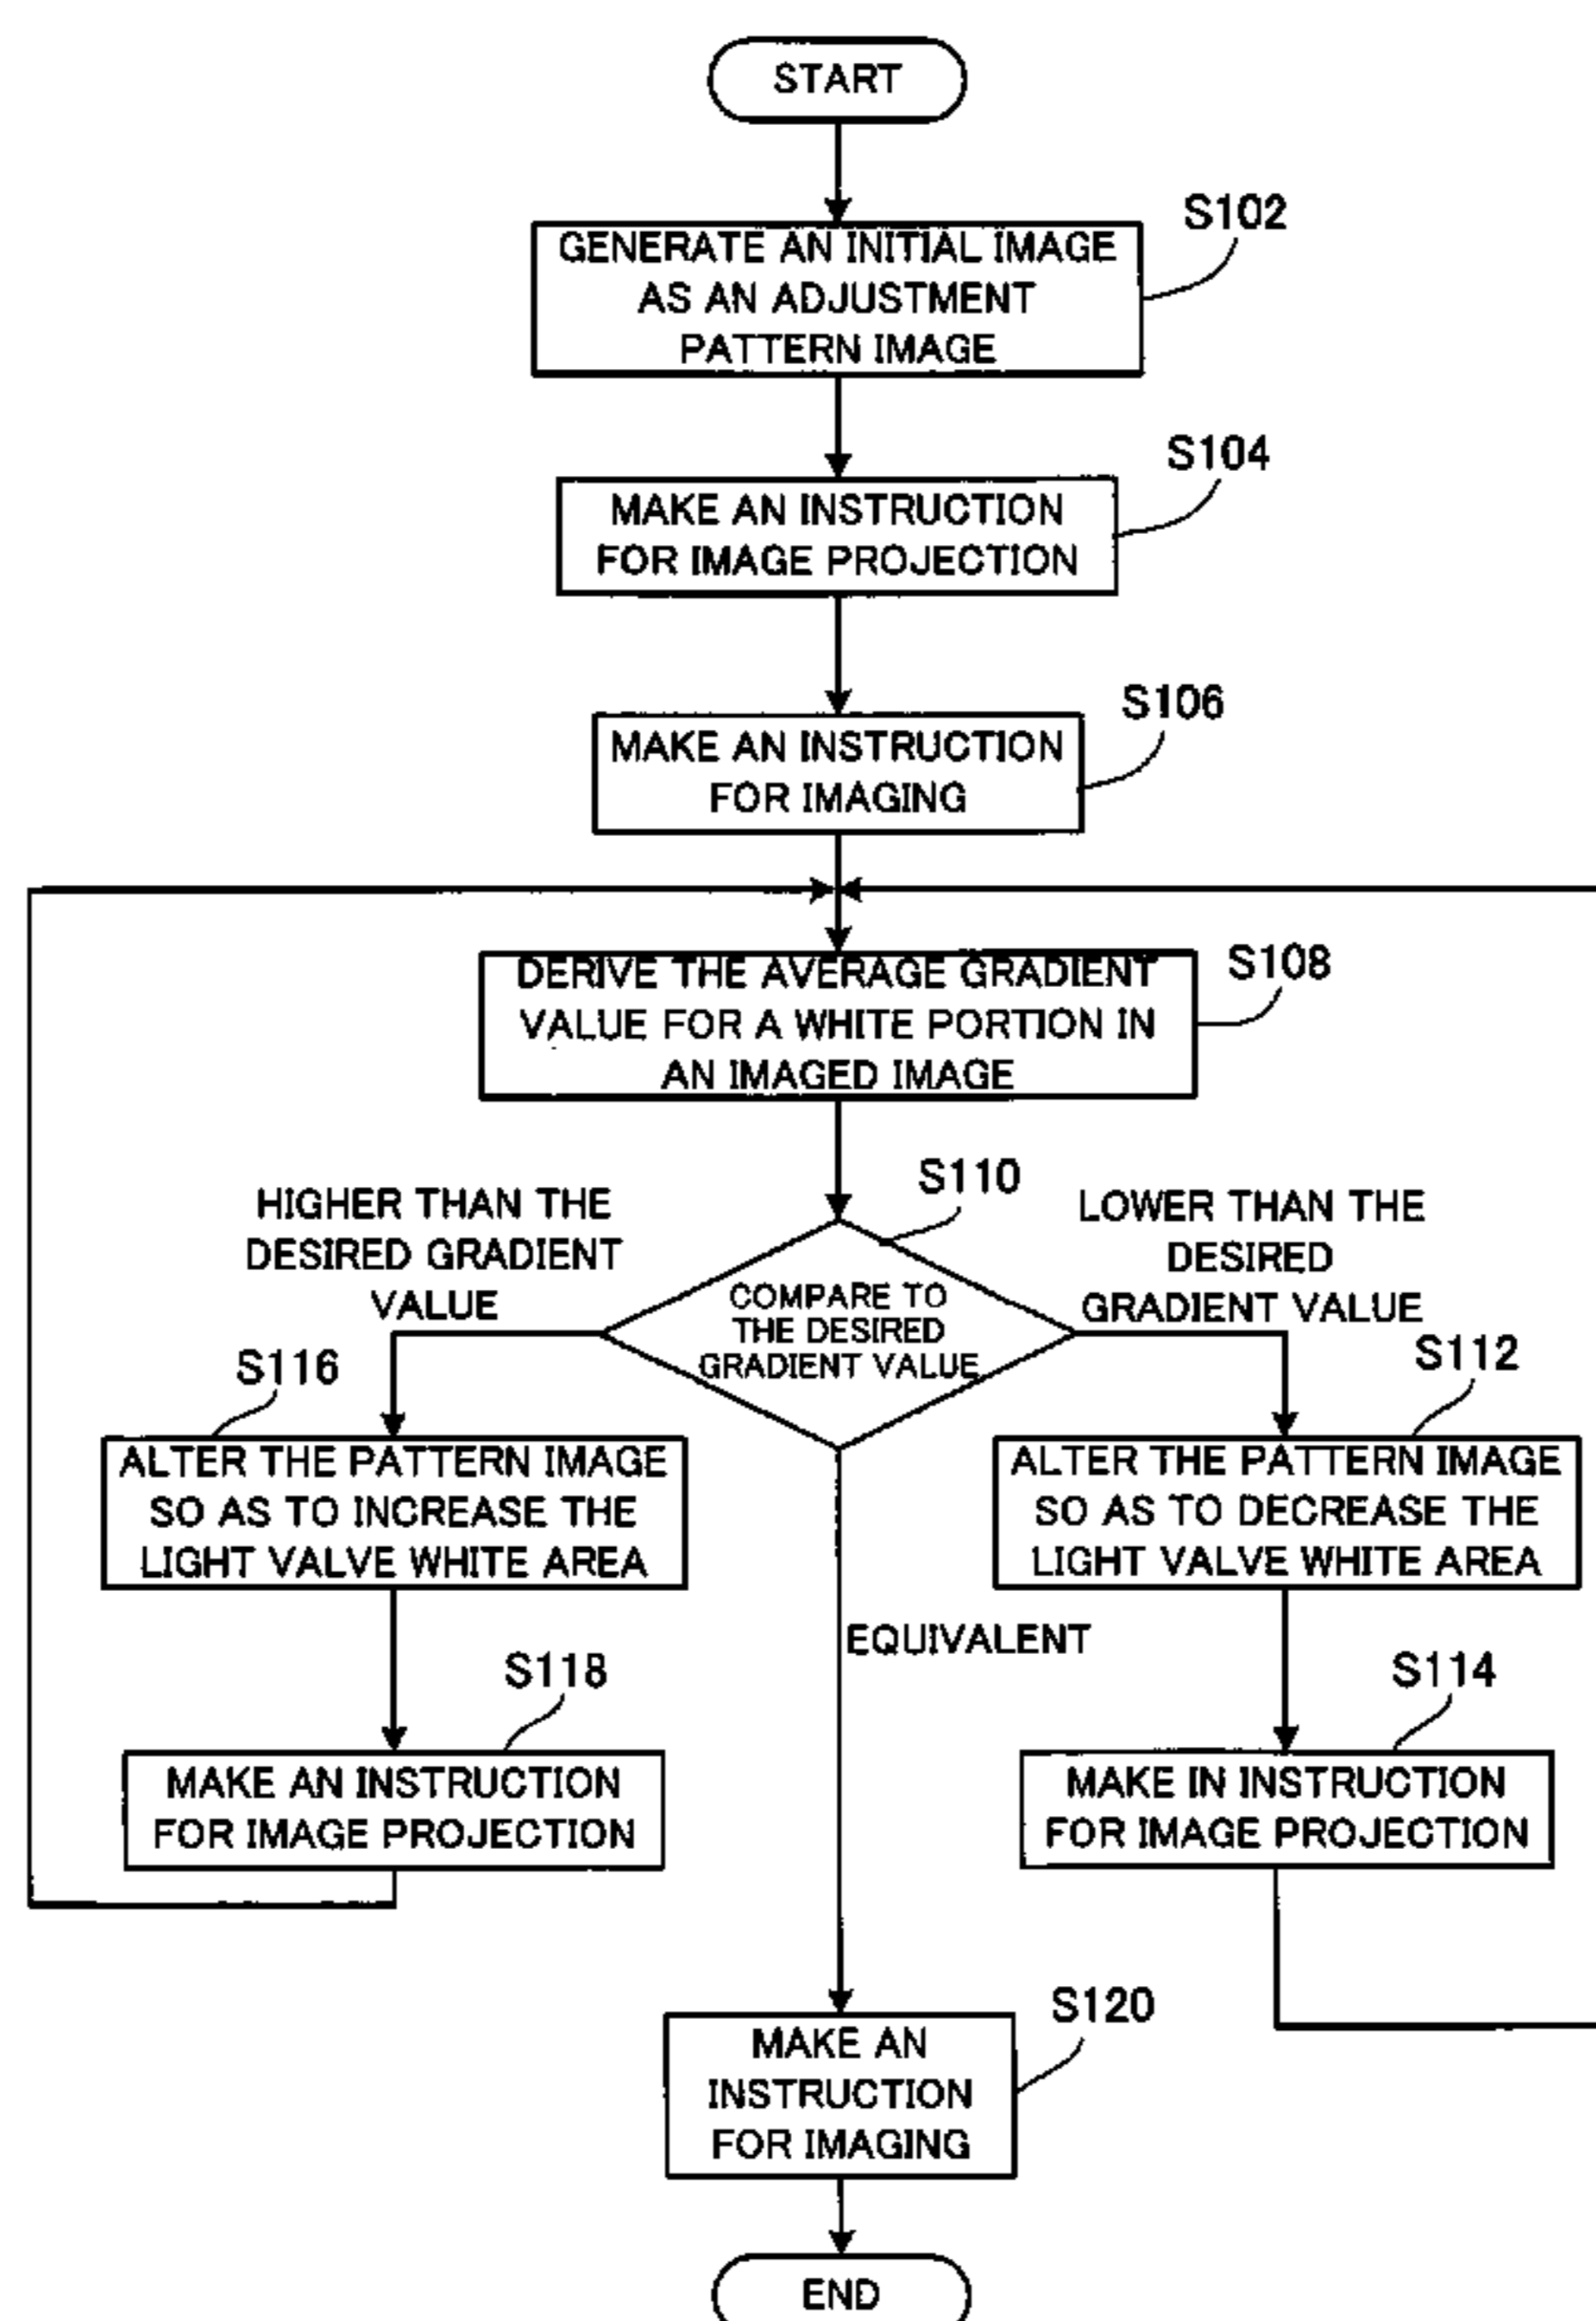 START
S102
GENERATE AN INITIAL IMAGE
AS AN ADJUSTMENT
PATTERN IMAGE
S104
MAKE AN INSTRUCTION
FOR IMAGE PROJECTION
S106
MAKE AN INSTRUCTION
FOR IMAGING
S108
DERIVE THE AVERAGE GRADIENT
VALUE FOR A WHITE PORTION IN
AN IMAGED IMAGE
S110
COMPARE TO
THE DESIRED
GRADIENT VALUE
HIGHER THAN THE
DESIRED GRADIENT
VALUE
LOWER THAN THE
DESIRED
GRADIENT VALUE
S116
ALTER THE PATTERN IMAGE
SO AS TO INCREASE THE
LIGHT VALVE WHITE AREA
S112
ALTER THE PATTERN IMAGE
SO AS TO DECREASE THE
LIGHT VALVE WHITE AREA
EQUIVALENT
S118
MAKE AN INSTRUCTION
FOR IMAGE PROJECTION
S114
MAKE IN INSTRUCTION
FOR IMAGE PROJECTION
S120
MAKE AN
INSTRUCTION
FOR IMAGING
END